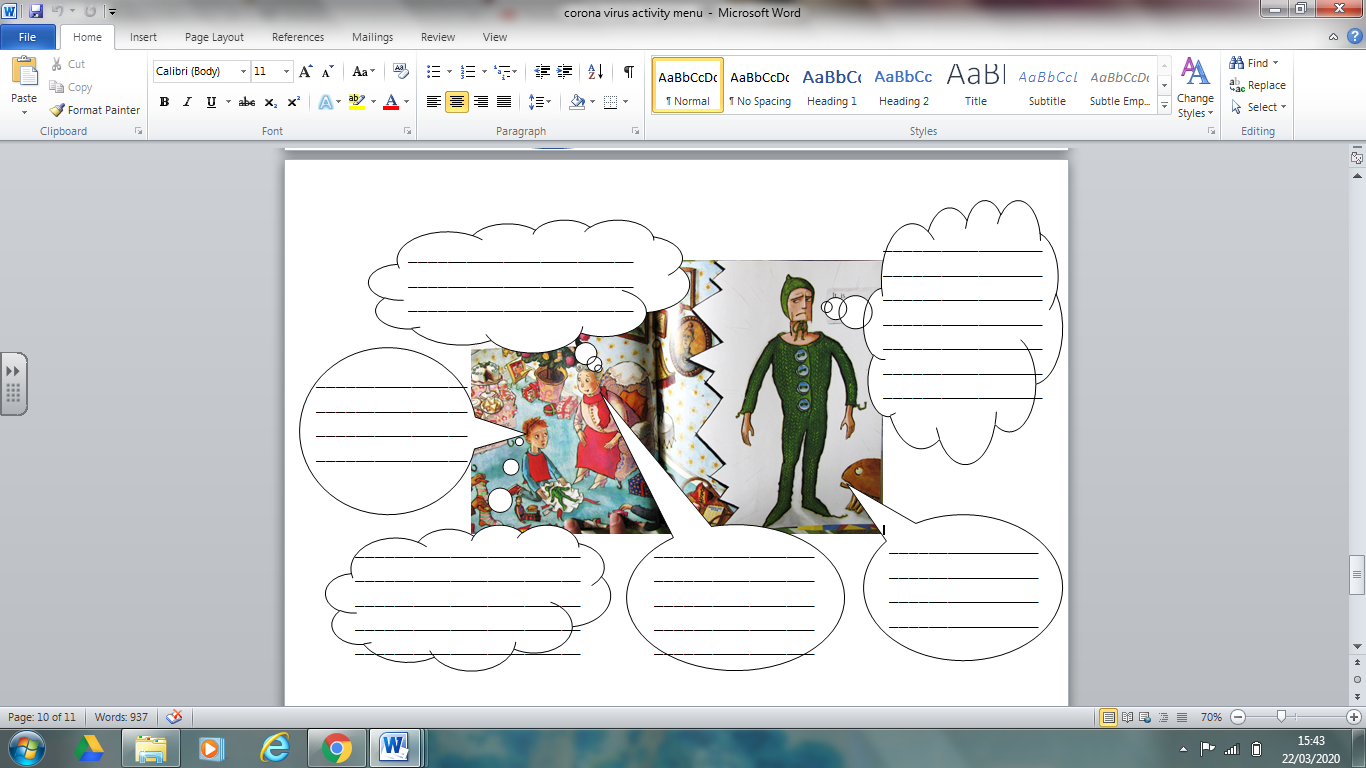 corona virus activity menu - Microsoft Word
File Home Insert Page Layout References Mailings Review View
Paste
Cut
Copy
Format Painter
Clipboard
Calibri (Body) 11
Font
Paragraph
AaBbCcDc AaBbCcDc AaBbCc AaBbCc AaBl AaBbCcL AaBbCcDc
¶ Normal ¶ No Spacing Heading 1 Heading 2 Title Subtitle Subtle Emp...
Styles
Change Styles
Find
Replace
Select
Editing
Page: 10 of 11 Words: 937 70%
15:43
22/03/2020